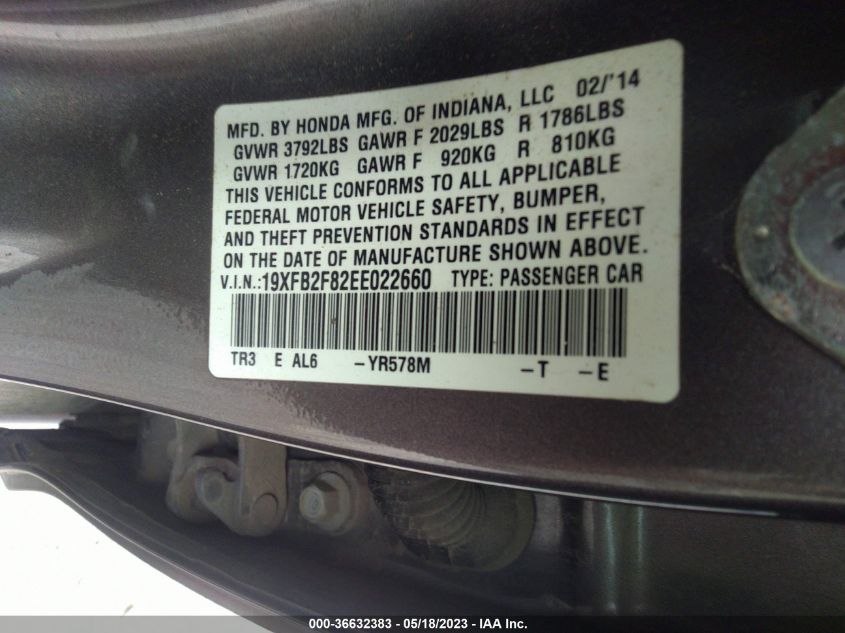 MFD. BY HONDA MFG. OF INDIANA, LLC 02/'14
GVWR 3792LBS GAWR F 2029LBS R 1786LBS
GVWR 1720KG GAWR F 920KG R 810KG
THIS VEHICLE CONFORMS TO ALL APPLICABLE
FEDERAL MOTOR VEHICLE SAFETY, BUMPER,
AND THEFT PREVENTION STANDARDS IN EFFECT
ON THE DATE OF MANUFACTURE SHOWN ABOVE.
V.I.N.:19XFB2F82EE022660 TYPE: PASSENGER CAR
TR3 E AL6 -YR578M -T -E
000-36632383 - 05/18/2023 - IAA Inc.